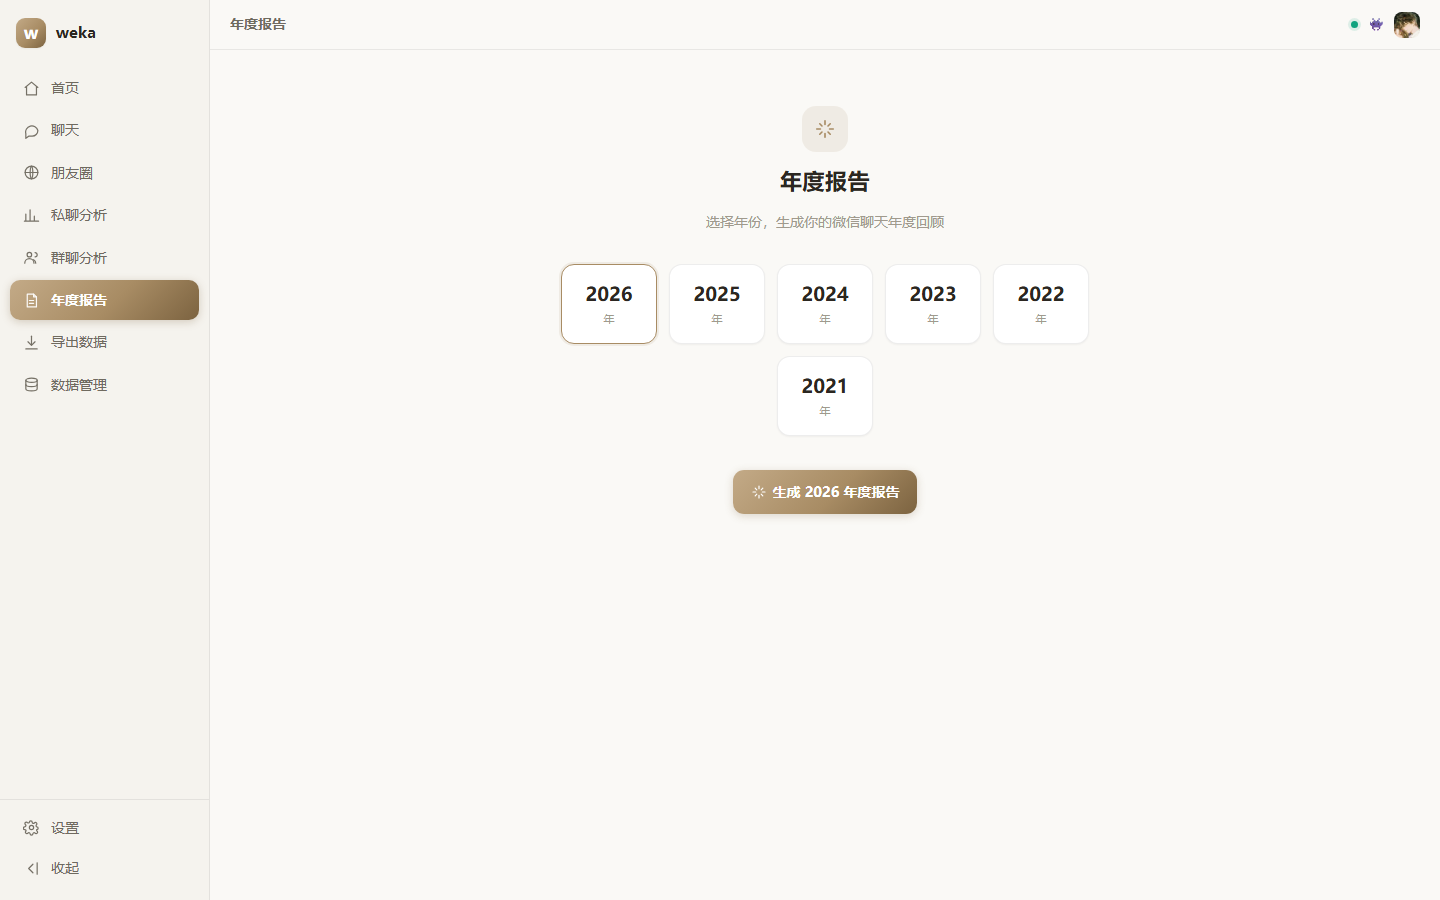 w weka
首页
聊天
朋友圈
私聊分析
群聊分析
年度报告
导出数据
数据管理
设置
收起
年度报告
年度报告
选择年份，生成你的微信聊天年度回顾
2026
年
2025
年
2024
年
2023
年
2022
年
2021
年
生成 2026 年度报告